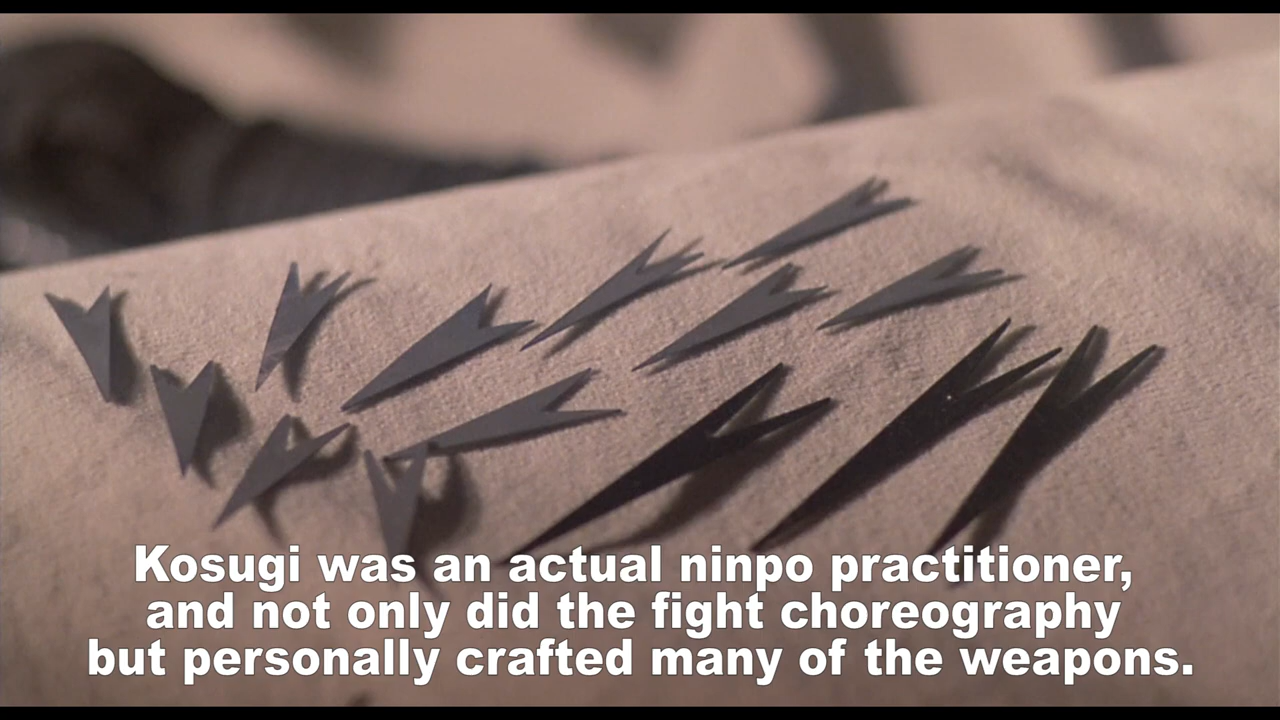 Kosugi was an actual ninpo practitioner,
and not only did the fight choreography
but personally crafted many of the weapons.